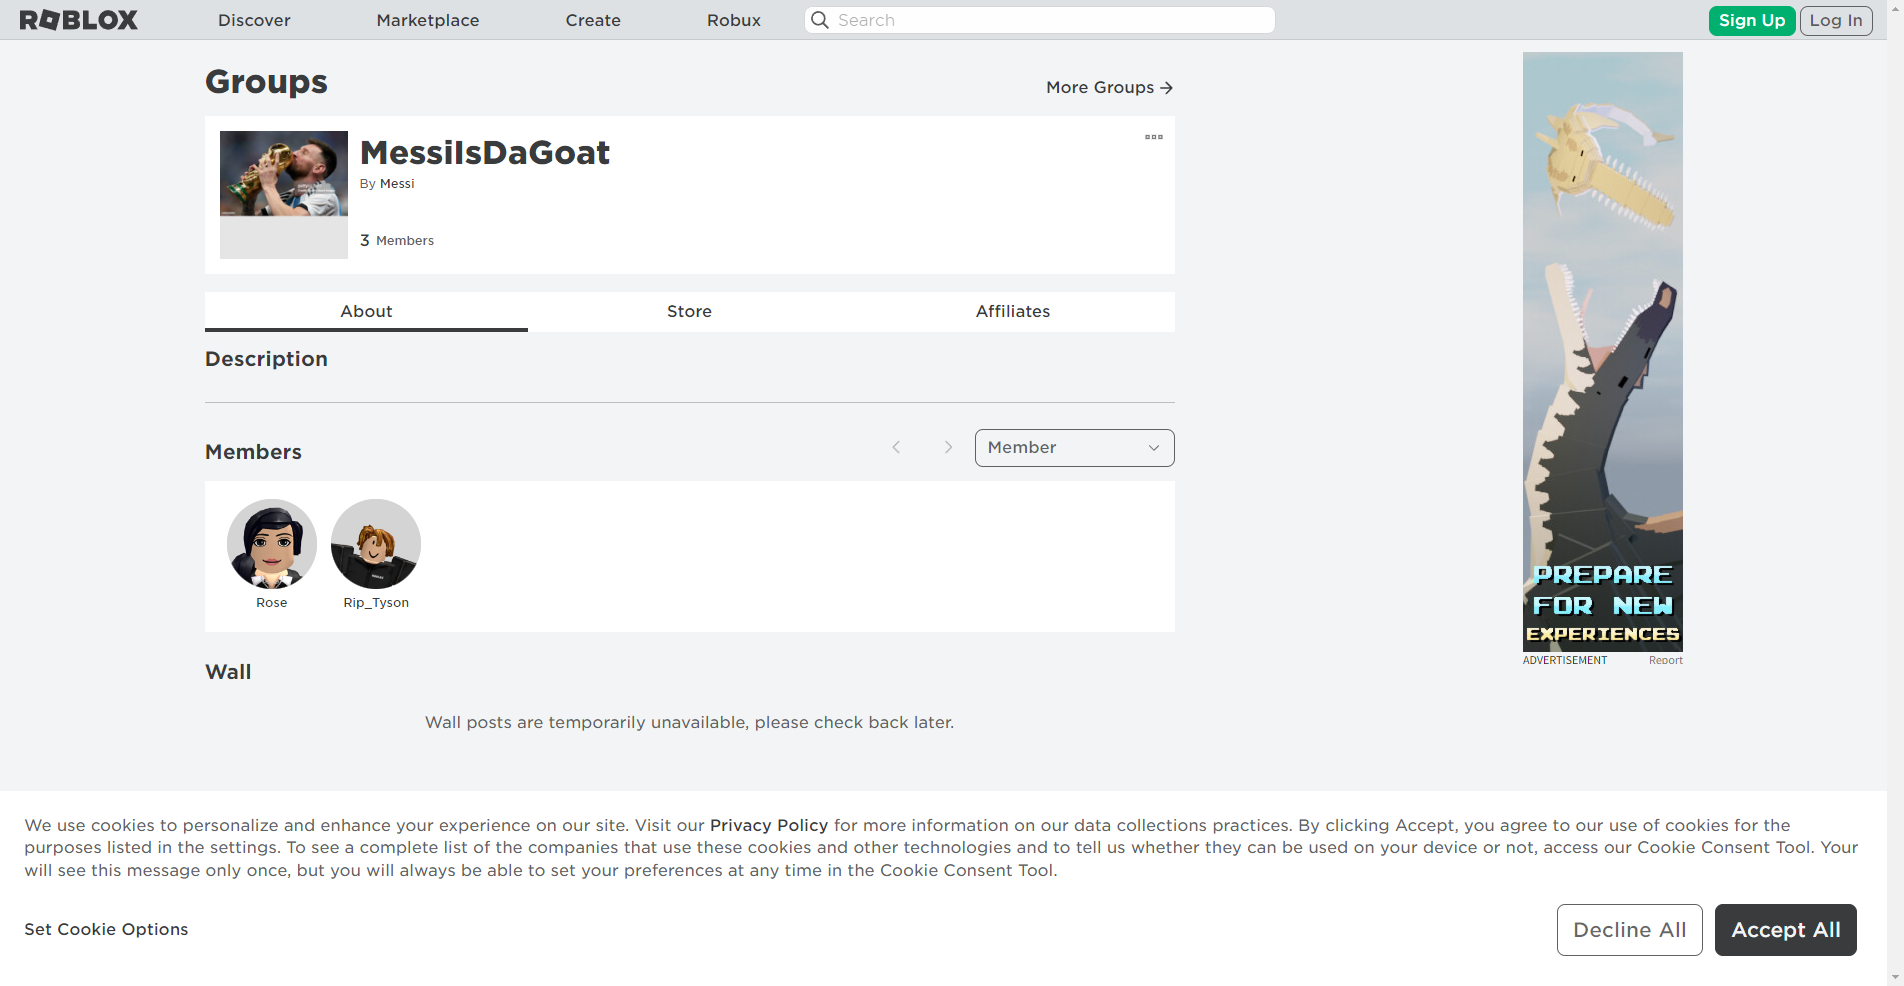 ROBLOX
Discover
Marketplace
Create
Robux
Search
Sign Up
Log In
Groups
More Groups
MessiIsDaGoat
By Messi
3 Members
About
Store
Affiliates
Description
Members
Member
Rose
Rip_Tyson
Wall
Wall posts are temporarily unavailable, please check back later.
PREPARE
FOR NEW
EXPERIENCES
ADVERTISEMENT
Report
We use cookies to personalize and enhance your experience on our site. Visit our Privacy Policy for more information on our data collections practices. By clicking Accept, you agree to our use of cookies for the
purposes listed in the settings. To see a complete list of the companies that use these cookies and other technologies and to tell us whether they can be used on your device or not, access our Cookie Consent Tool. Your
will see this message only once, but you will always be able to set your preferences at any time in the Cookie Consent Tool.
Set Cookie Options
Decline All
Accept All